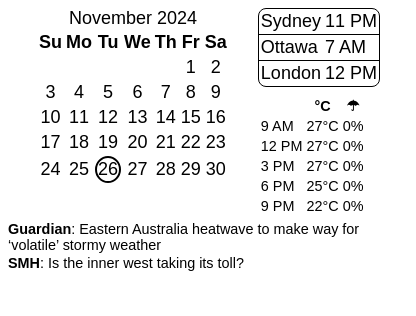 November 2024
Su Mo Tu We Th Fr Sa
1 2
3 4 5 6 7 8 9
10 11 12 13 14 15 16
17 18 19 20 21 22 23
24 25 26 27 28 29 30
Sydney 11 PM
Ottawa 7 AM
London 12 PM
°C ☂
9 AM 27°C 0%
12 PM 27°C 0%
3 PM 27°C 0%
6 PM 25°C 0%
9 PM 22°C 0%
Guardian: Eastern Australia heatwave to make way for
‘volatile’ stormy weather
SMH: Is the inner west taking its toll?